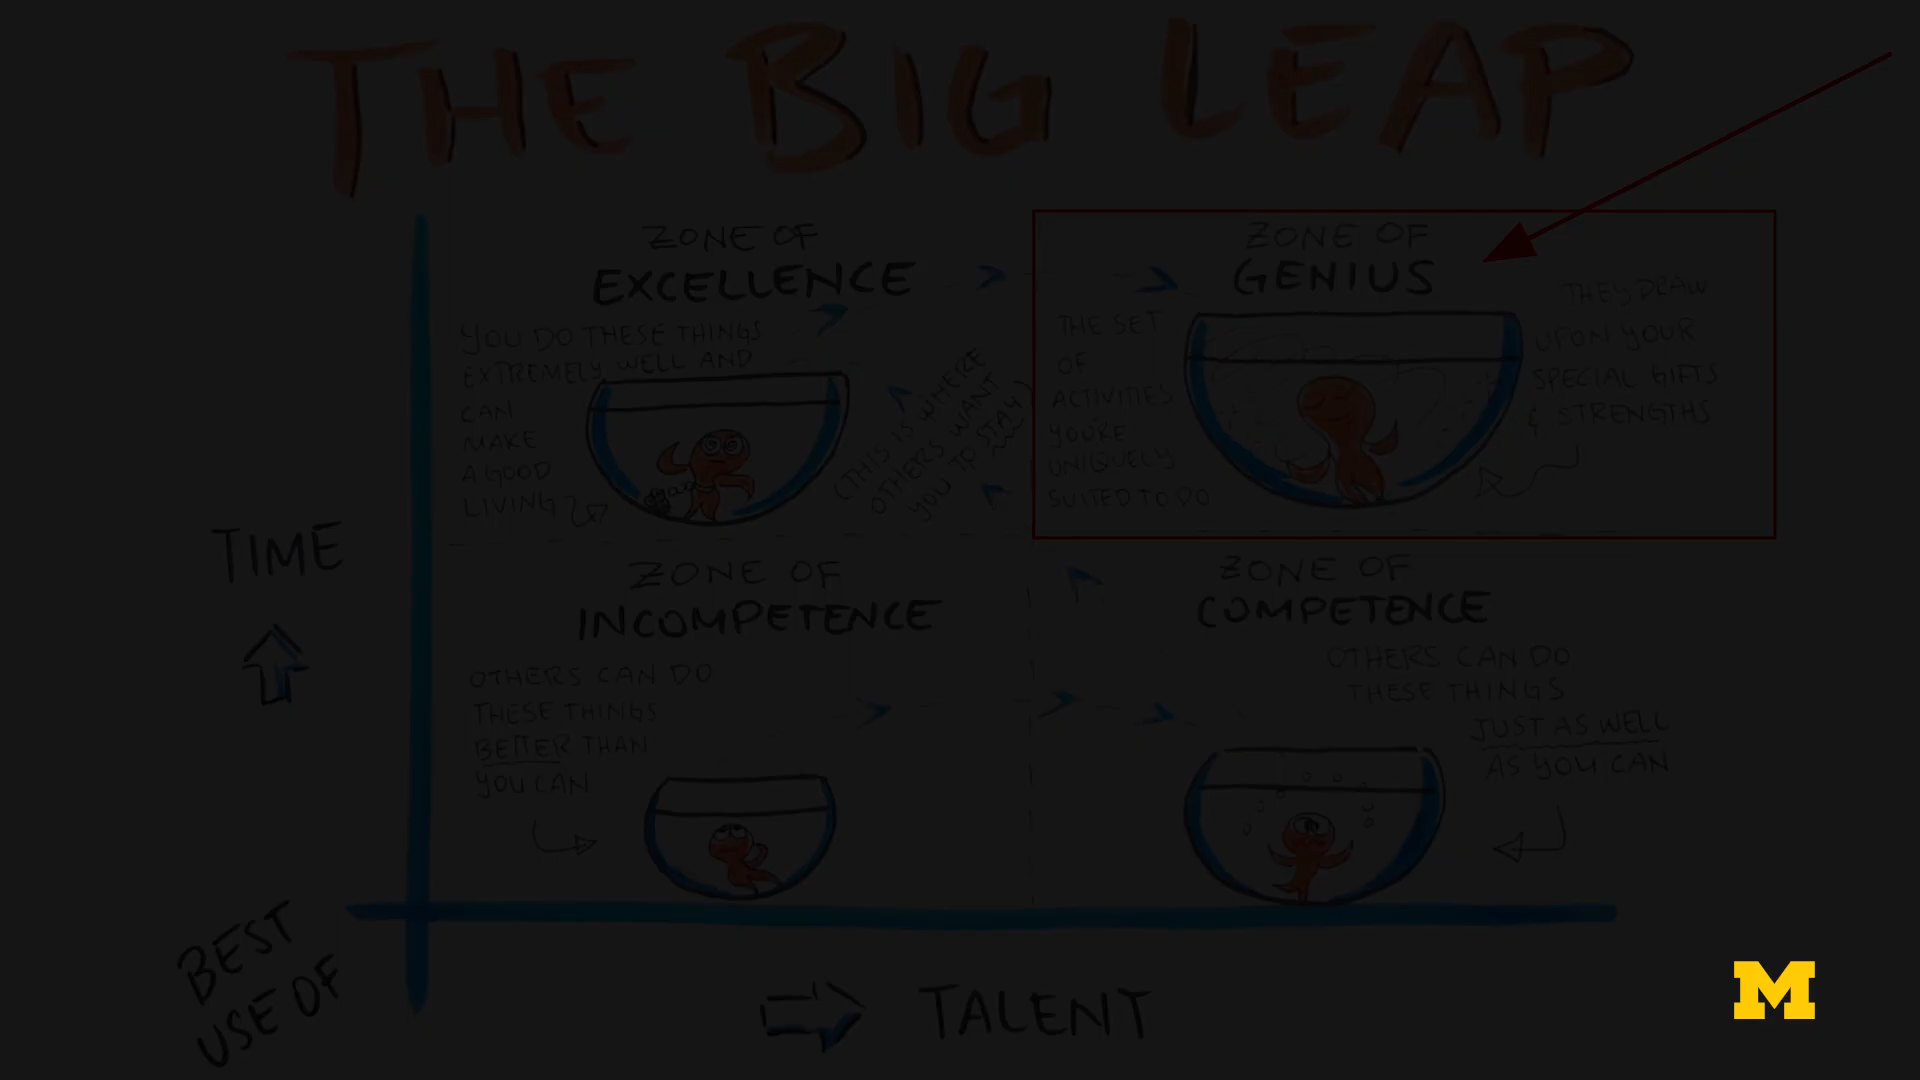 THE BIG LEAP
ZONE OF
EXCELLENCE
YOU DO THESE THINGS
EXTREMELY WELL AND
CAN
MAKE
A GOOD
LIVING
(THIS IS WHERE
OTHERS WANT
YOU TO STAY)
ZONE OF
GENIUS
THE SET
OF
ACTIVITIES
YOU'RE
UNIQUELY
SUITED TO DO
THEY DRAW
UPON YOUR
SPECIAL GIFTS
& STRENGTHS
TIME
ZONE OF
INCOMPETENCE
OTHERS CAN DO
THESE THINGS
BETTER THAN
YOU CAN
ZONE OF
COMPETENCE
OTHERS CAN DO
THESE THINGS
JUST AS WELL
AS YOU CAN
BEST
USE OF
TALENT
M